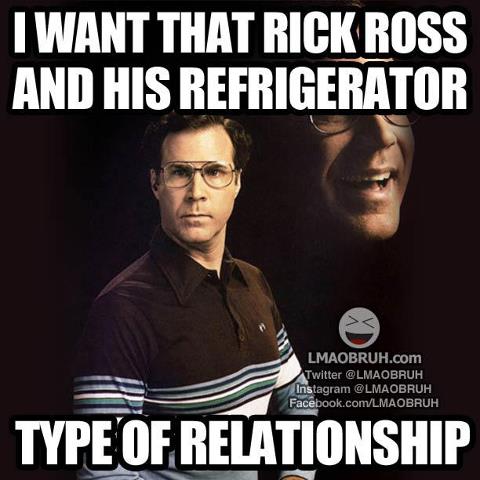 I WANT THAT RICK ROSS
AND HIS REFRIGERATOR
LMAOBRUH.com
Twitter @LMAOBRUH
Instagram @LMAOBRUH
Facebook.com/LMAOBRUH
TYPE OF RELATIONSHIP